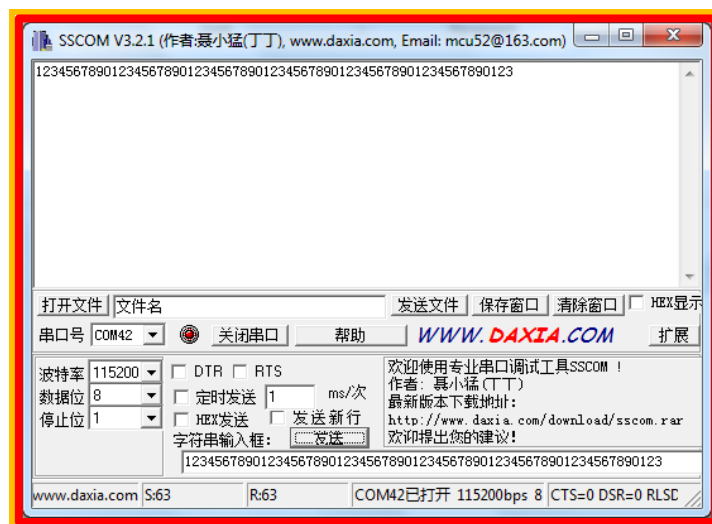 SSCOM V3.2.1 (作者:聂小猛(丁丁), www.daxia.com, Email: mcu52@163.com)
123456789012345678901234567890123456789012345678901234567890123
打开文件 文件名 发送文件 保存窗口 清除窗口 HEX显示
串口号 COM42 关闭串口 帮助 WWW.DAXIA.COM 扩展
波特率 115200 DTR RTS
数据位 8 定时发送 1 ms/次
停止位 1 HEX发送 发送新行
字符串输入框: 发送
欢迎使用专业串口调试工具SSCOM !
作者: 聂小猛(丁丁)
最新版本下载地址:
http://www.daxia.com/download/sscom.rar
欢迎提出您的建议!
123456789012345678901234567890123456789012345678901234567890123
www.daxia.com S:63 R:63 COM42已打开 115200bps 8 CTS=0 DSR=0 RLSD